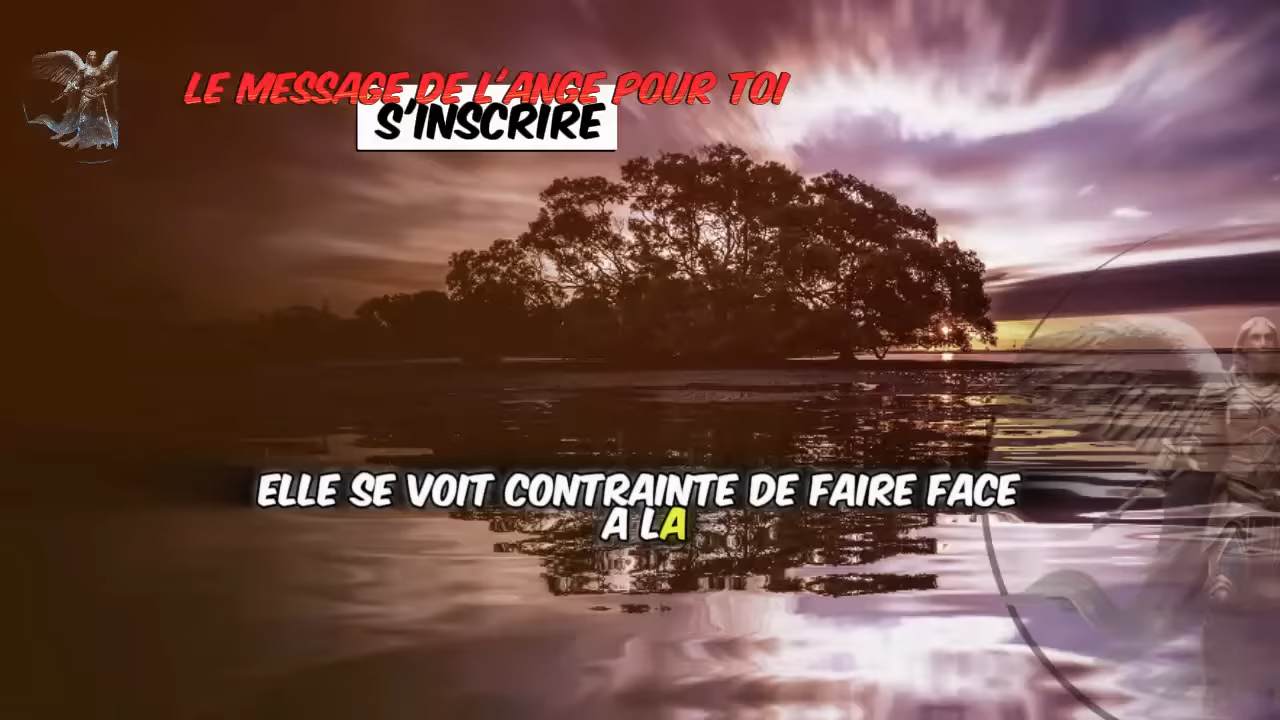 LE MESSAGE DE L'ANGE POUR TOI
S'INSCRIRE
ELLE SE VOIT CONTRAINTE DE FAIRE FACE
A LA